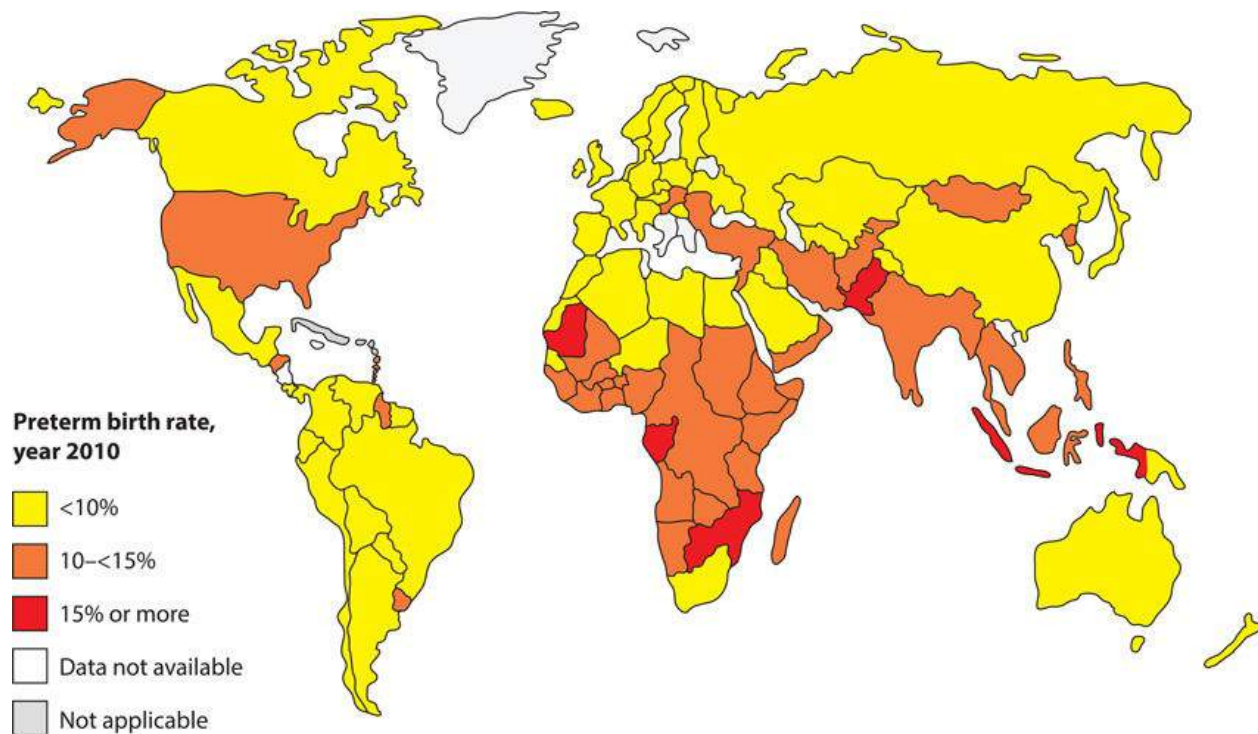 Preterm birth rate,
year 2010
<10%
10–<15%
15% or more
Data not available
Not applicable